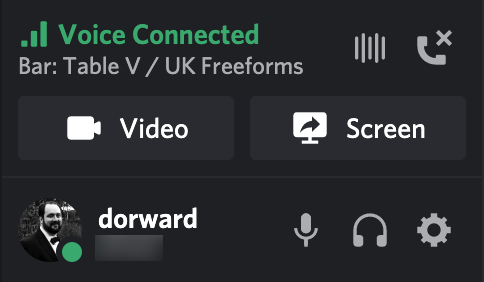 Voice Connected
Bar: Table V / UK Freeforms
Video
Screen
dorward